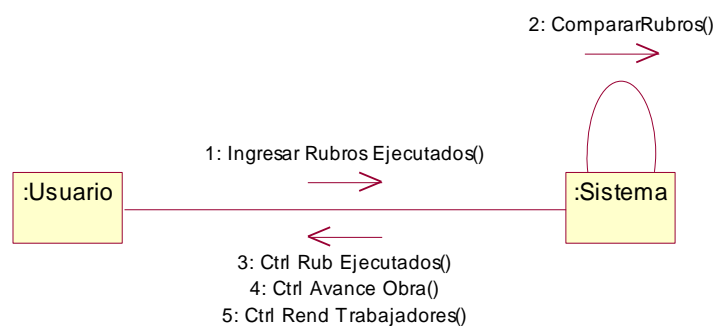 2: CompararRubros()
1: Ingresar Rubros Ejecutados()
:Usuario
:Sistema
3: Ctrl Rub Ejecutados()
4: Ctrl Avance Obra()
5: Ctrl Rend Trabajadores()